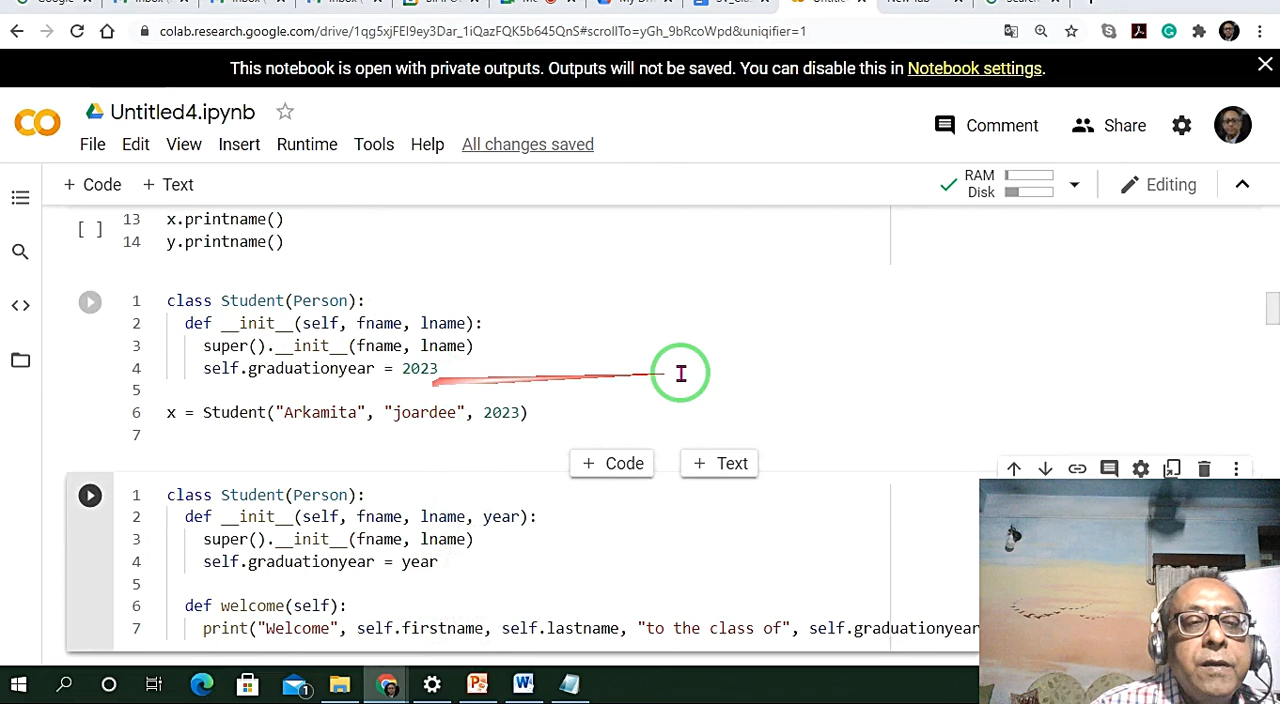 colab.research.google.com/drive/1qg5xjFEI9ey3car_1iQazFQK5b645QnS#scrollTo=yGh_9bRcoWpd&uniqifier=1
This notebook is open with private outputs. Outputs will not be saved. You can disable this in Notebook settings.
Untitled4.ipynb
Comment
Share
File Edit View Insert Runtime Tools Help All changes saved
+ Code + Text
RAM
Disk
Editing
[ ]
13 x.printname()
14 y.printname()
1 class Student(Person):
2 def __init__(self, fname, lname):
3 super().__init__(fname, lname)
4 self.graduationyear = 2023
5
6 x = Student("Arkamita", "joardee", 2023)
7
+ Code + Text
1 class Student(Person):
2 def __init__(self, fname, lname, year):
3 super().__init__(fname, lname)
4 self.graduationyear = year
5
6 def welcome(self):
7 print("Welcome", self.firstname, self.lastname, "to the class of", self.graduationyear